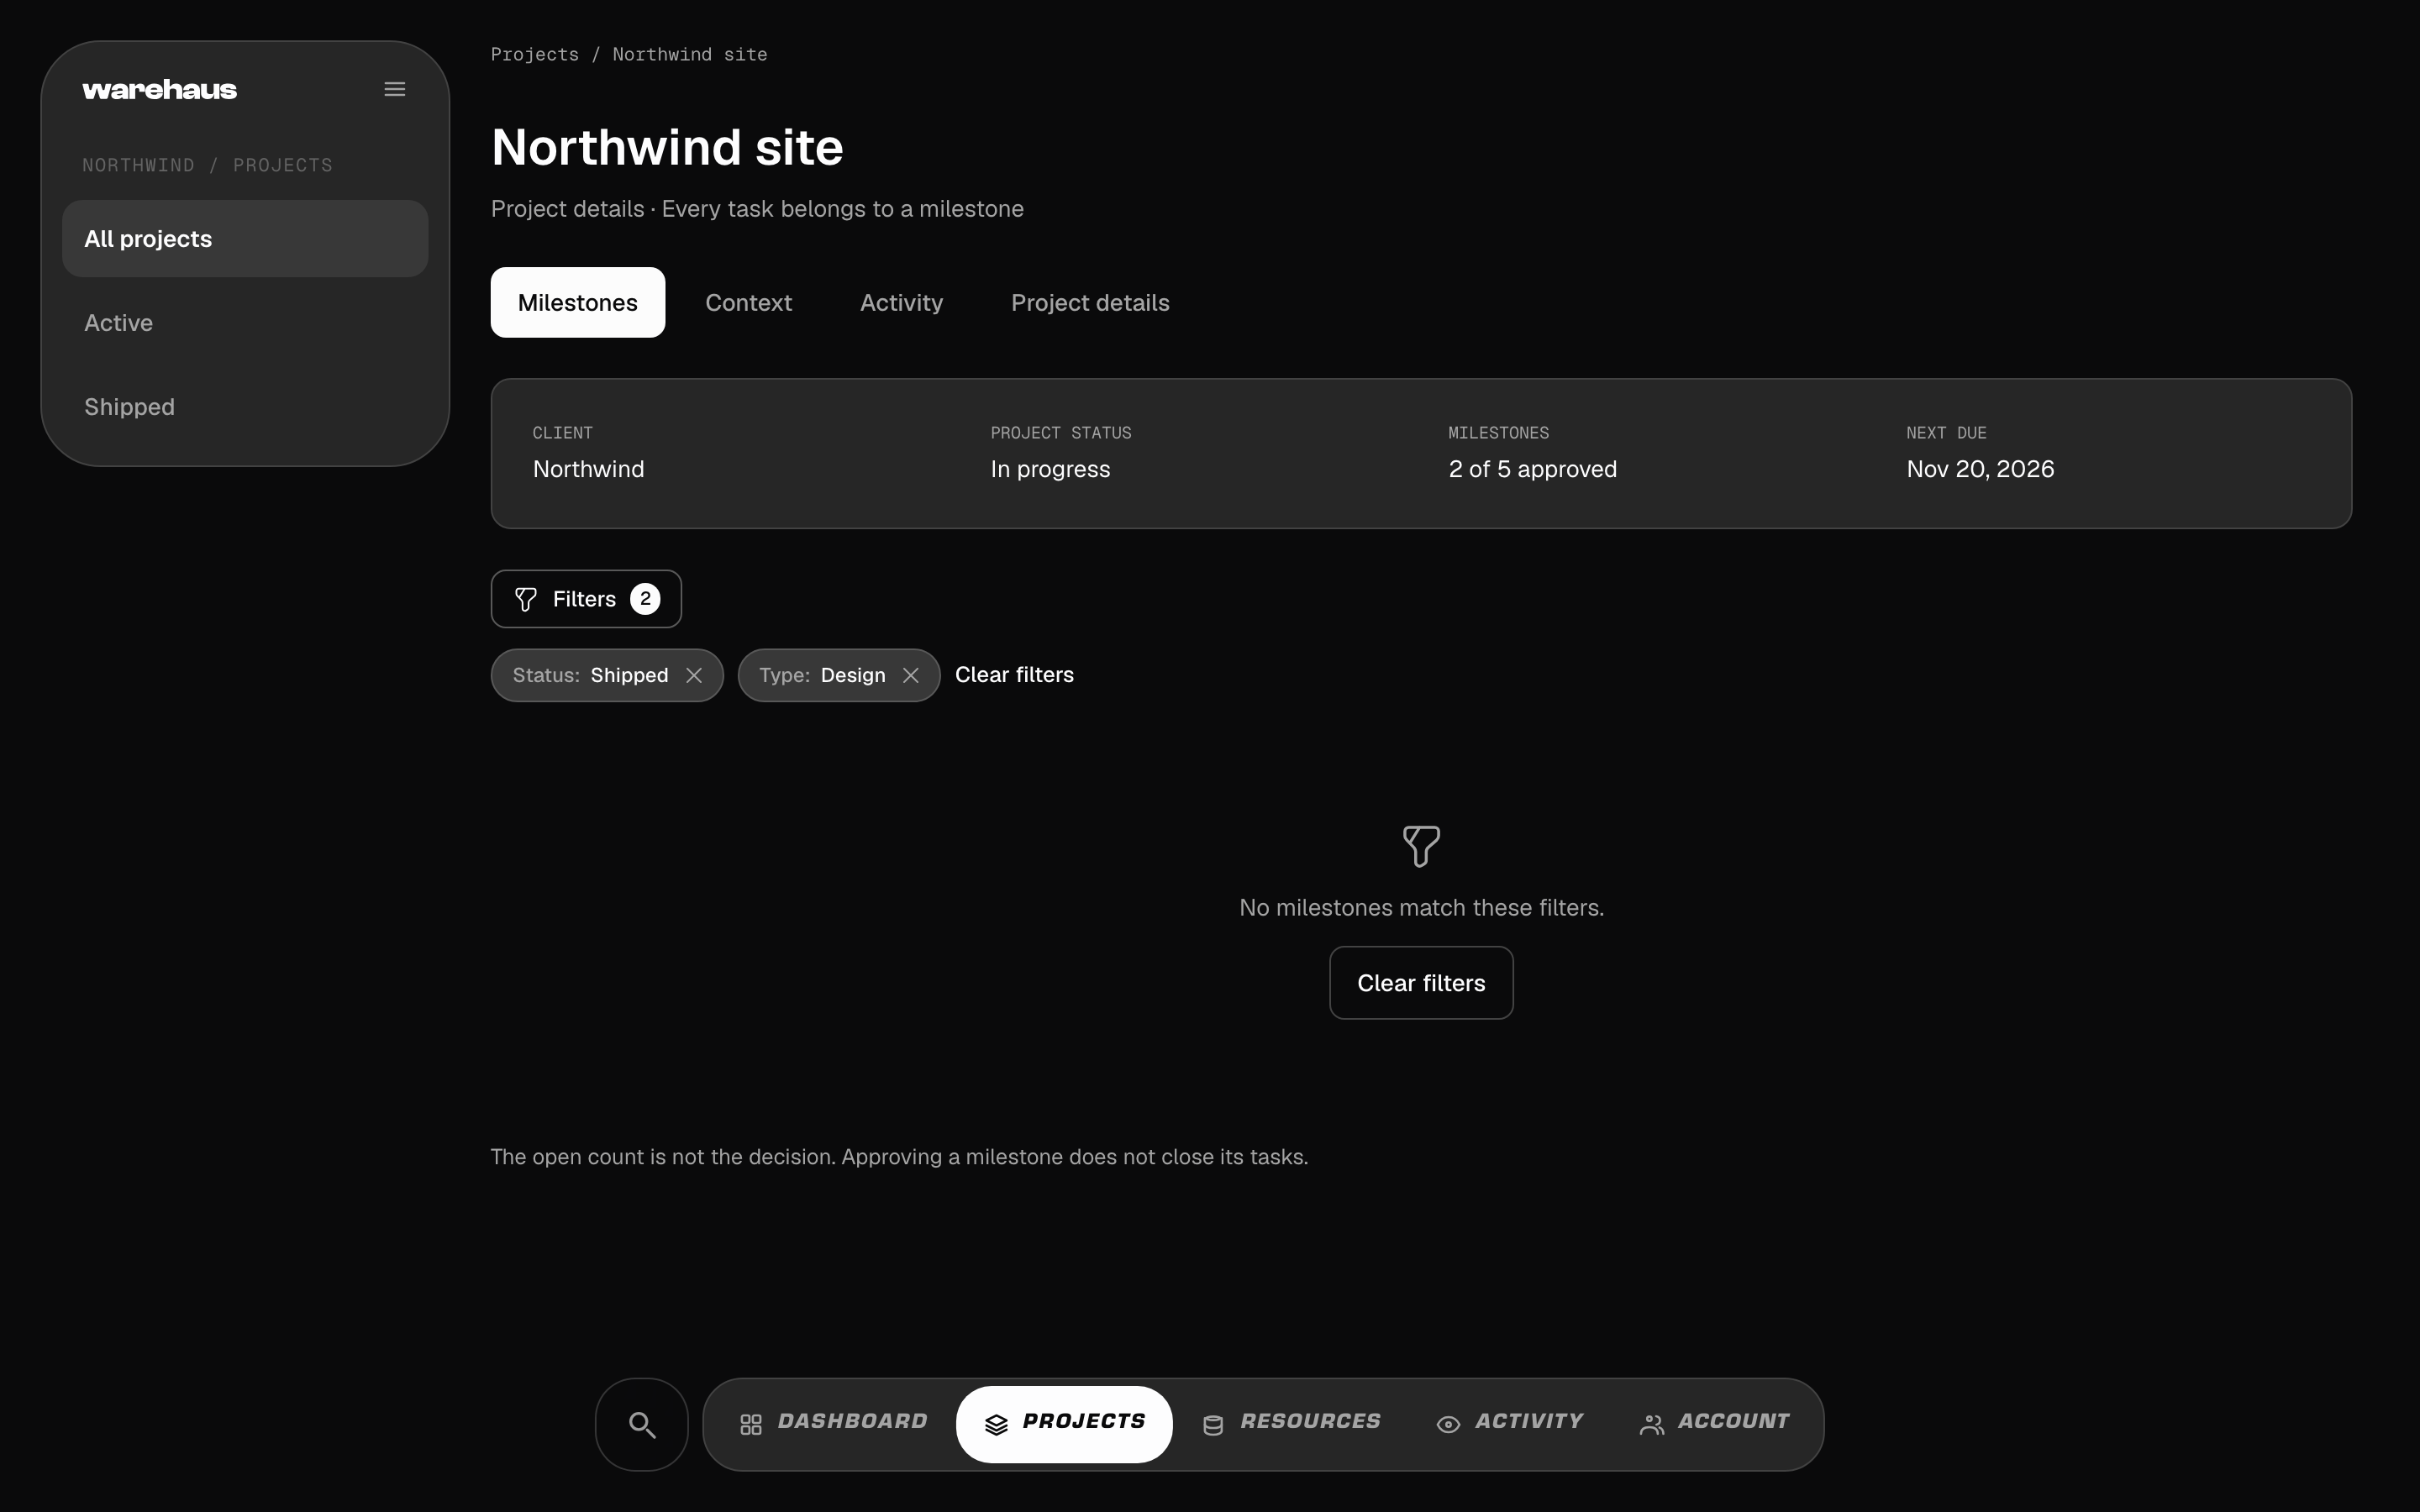 warehaus
NORTHWIND / PROJECTS
All projects
Active
Shipped
Projects / Northwind site
Northwind site
Project details · Every task belongs to a milestone
Milestones
Context
Activity
Project details
CLIENT
Northwind
PROJECT STATUS
In progress
MILESTONES
2 of 5 approved
NEXT DUE
Nov 20, 2026
Filters 2
Status: Shipped
Type: Design
Clear filters
No milestones match these filters.
Clear filters
The open count is not the decision. Approving a milestone does not close its tasks.
DASHBOARD
PROJECTS
RESOURCES
ACTIVITY
ACCOUNT